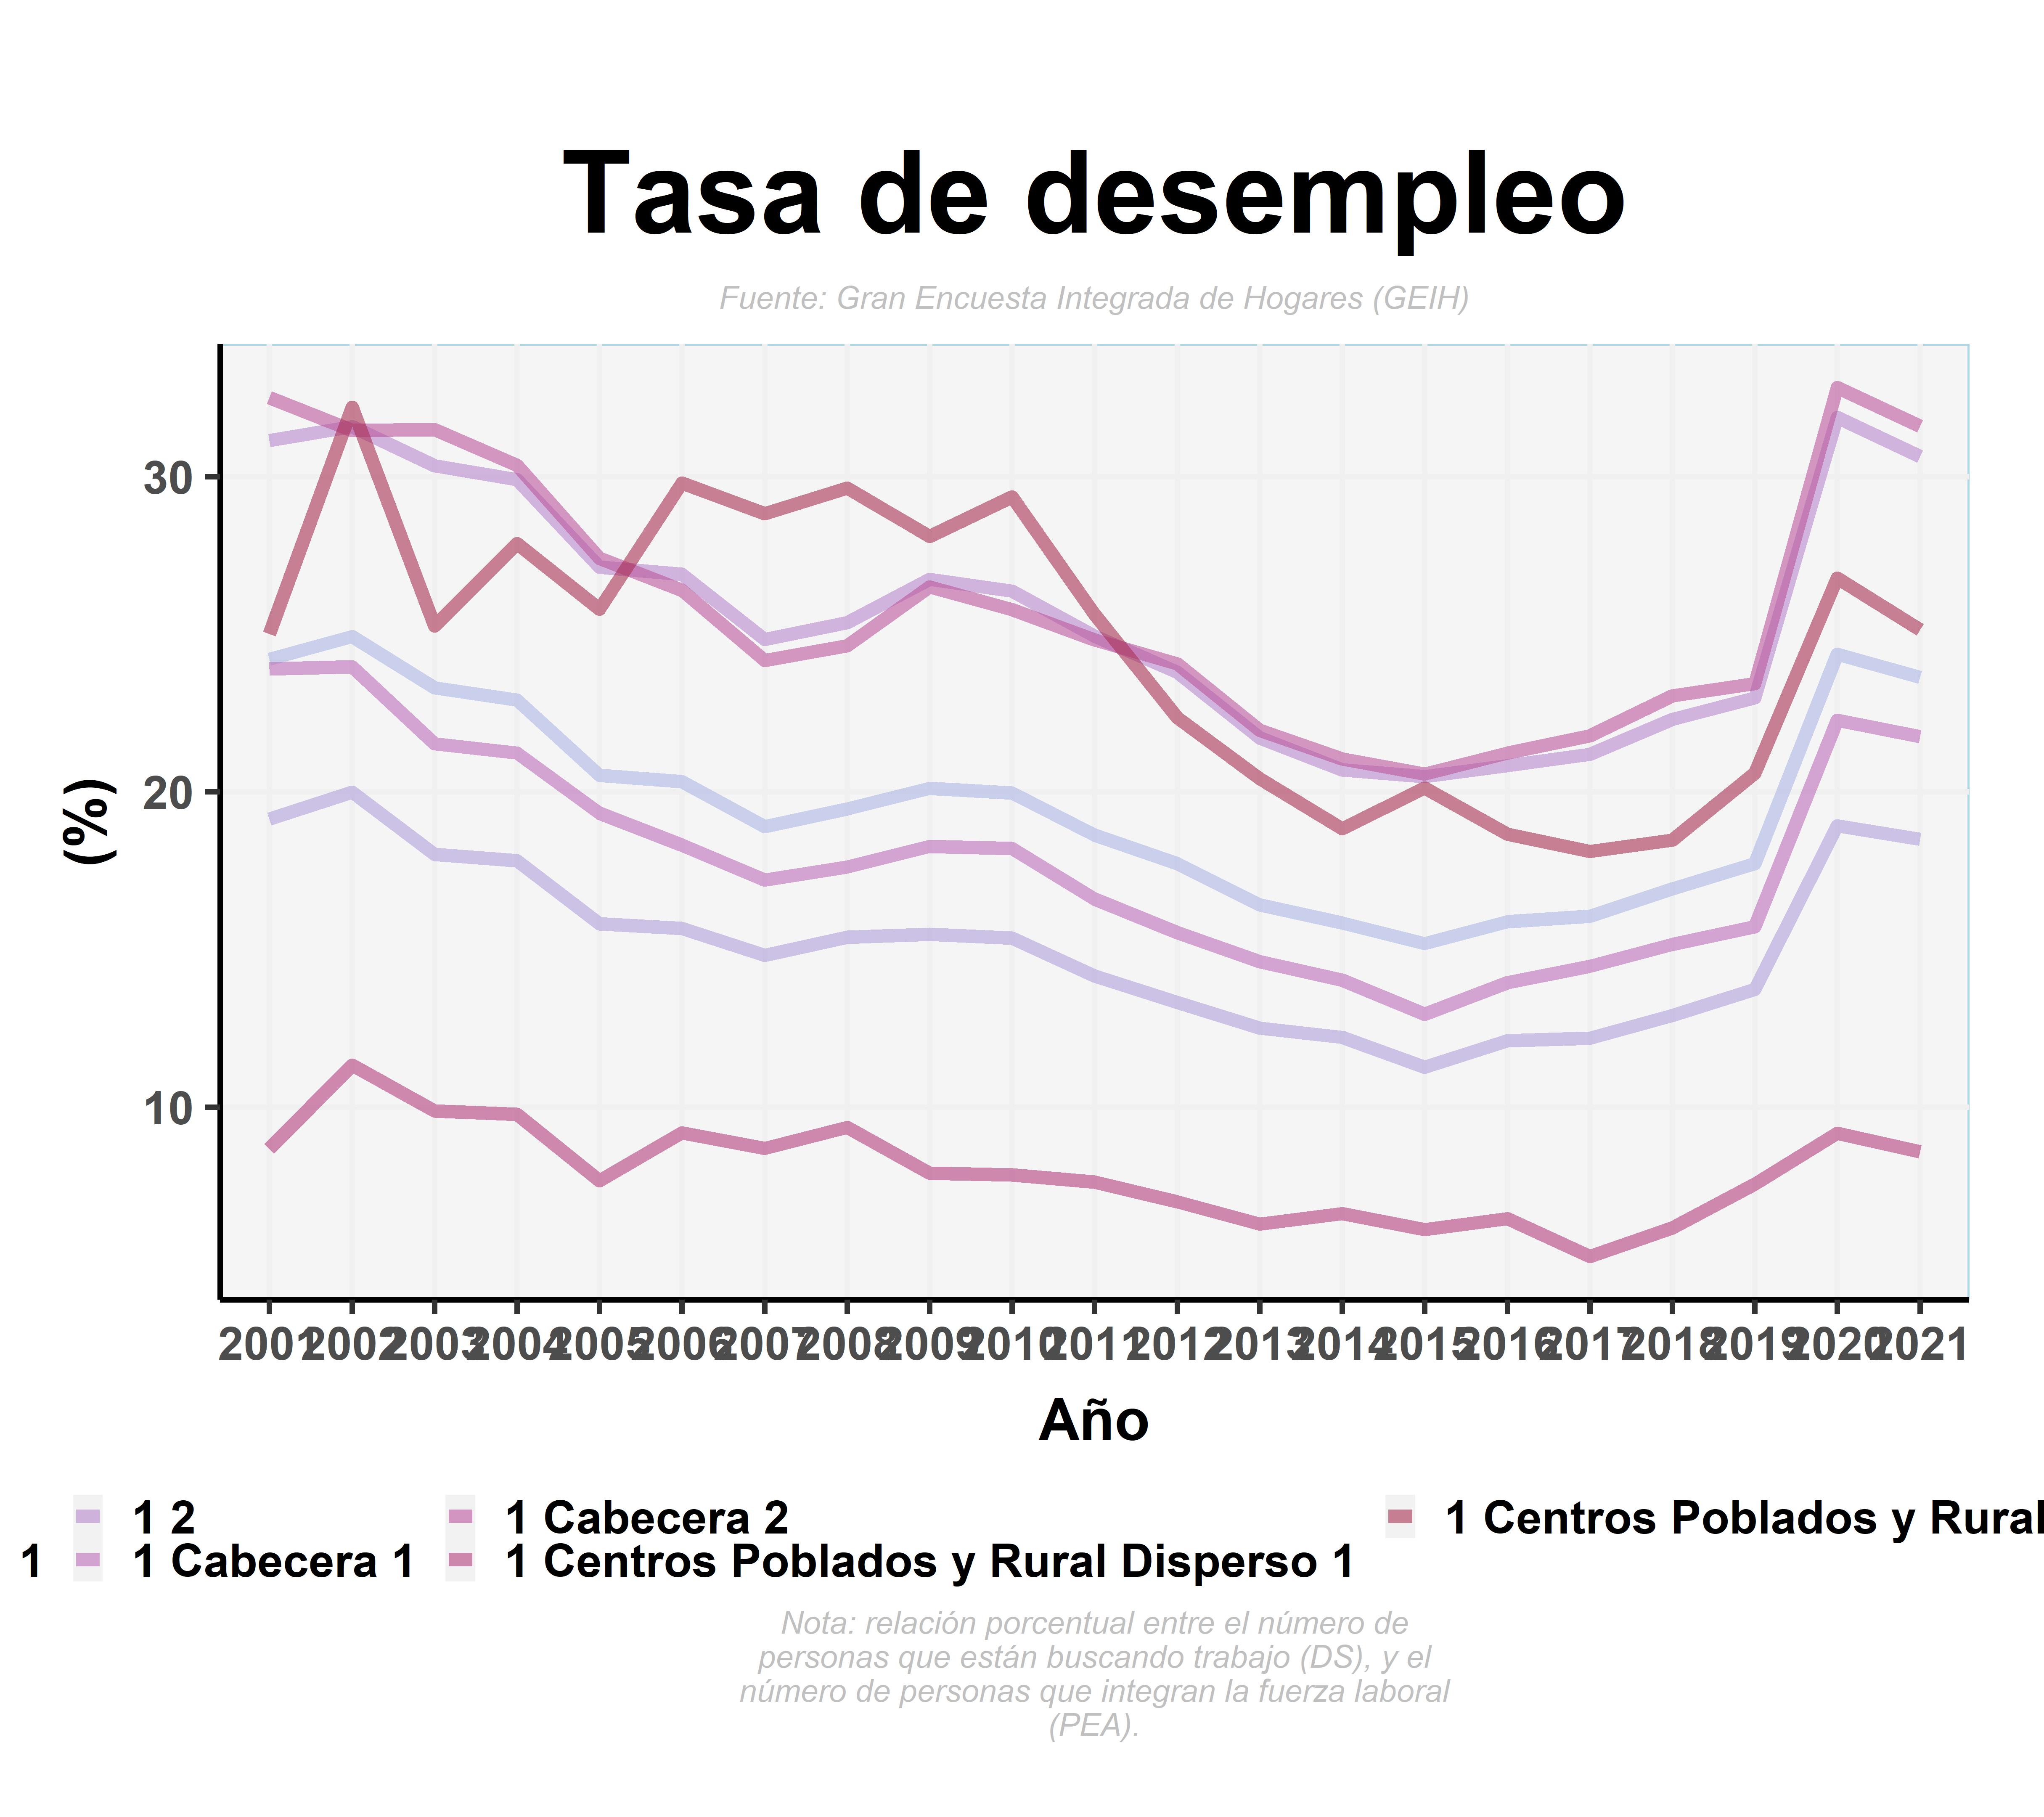 Tasa de desempleo
Fuente: Gran Encuesta Integrada de Hogares (GEIH)
(%)
30
20
10
2001 2002 2003 2004 2005 2006 2007 2008 2009 2010 2011 2012 2013 2014 2015 2016 2017 2018 2019 2020 2021
Año
1 2 1 Cabecera 2 1 Centros Poblados y Rural
1 1 Cabecera 1 1 Centros Poblados y Rural Disperso 1
Nota: relación porcentual entre el número de
personas que están buscando trabajo (DS), y el
número de personas que integran la fuerza laboral
(PEA).